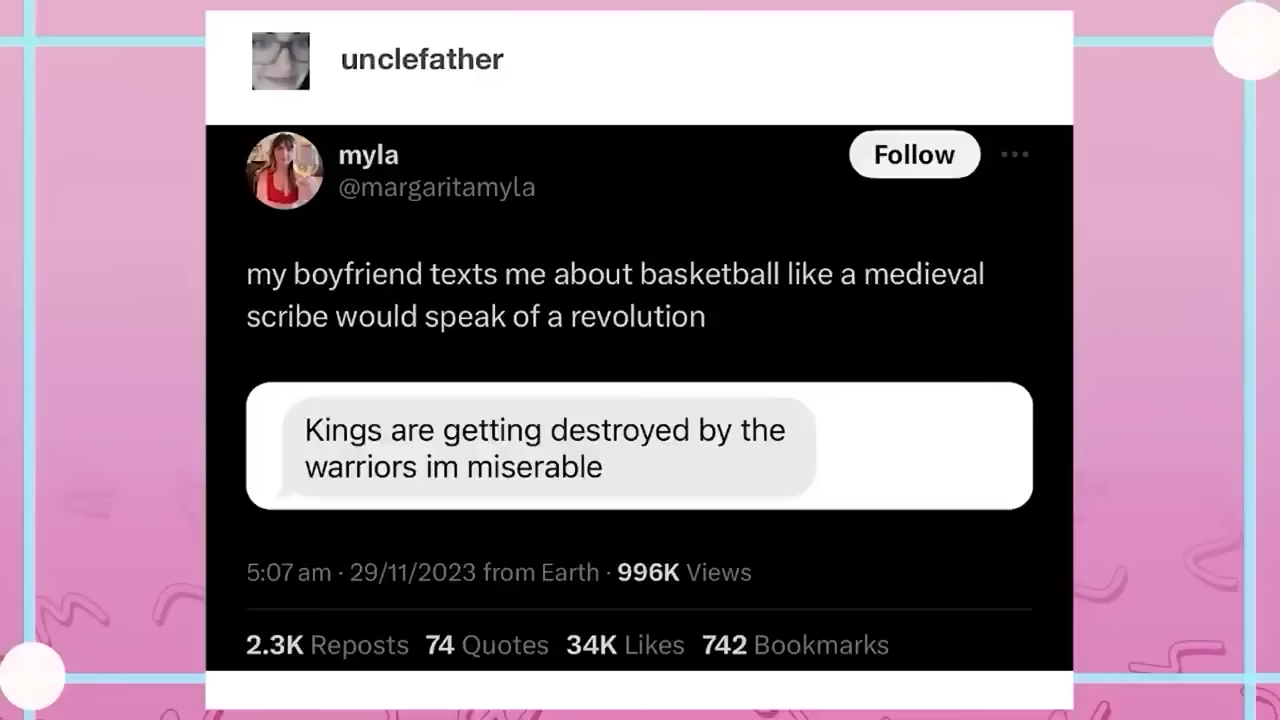 unclefather
myla
Follow
@margaritamyla
my boyfriend texts me about basketball like a medieval
scribe would speak of a revolution
Kings are getting destroyed by the
warriors im miserable
5:07 am · 29/11/2023 from Earth · 996K Views
2.3K Reposts 74 Quotes 34K Likes 742 Bookmarks